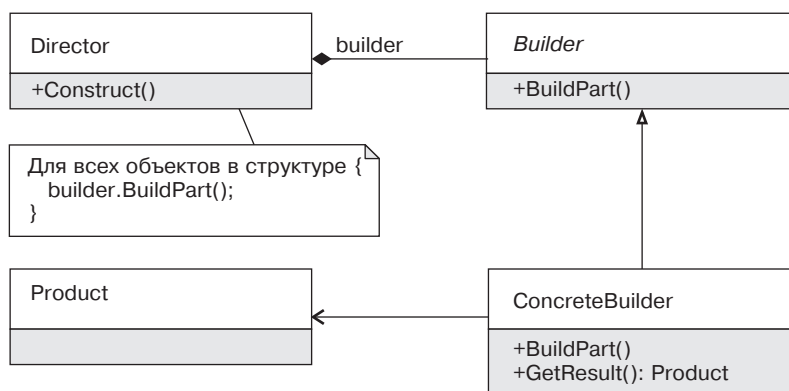 Director
builder
Builder
+Construct()
+BuildPart()
Для всех объектов в структуре {
builder.BuildPart();
}
Product
ConcreteBuilder
+BuildPart()
+GetResult(): Product